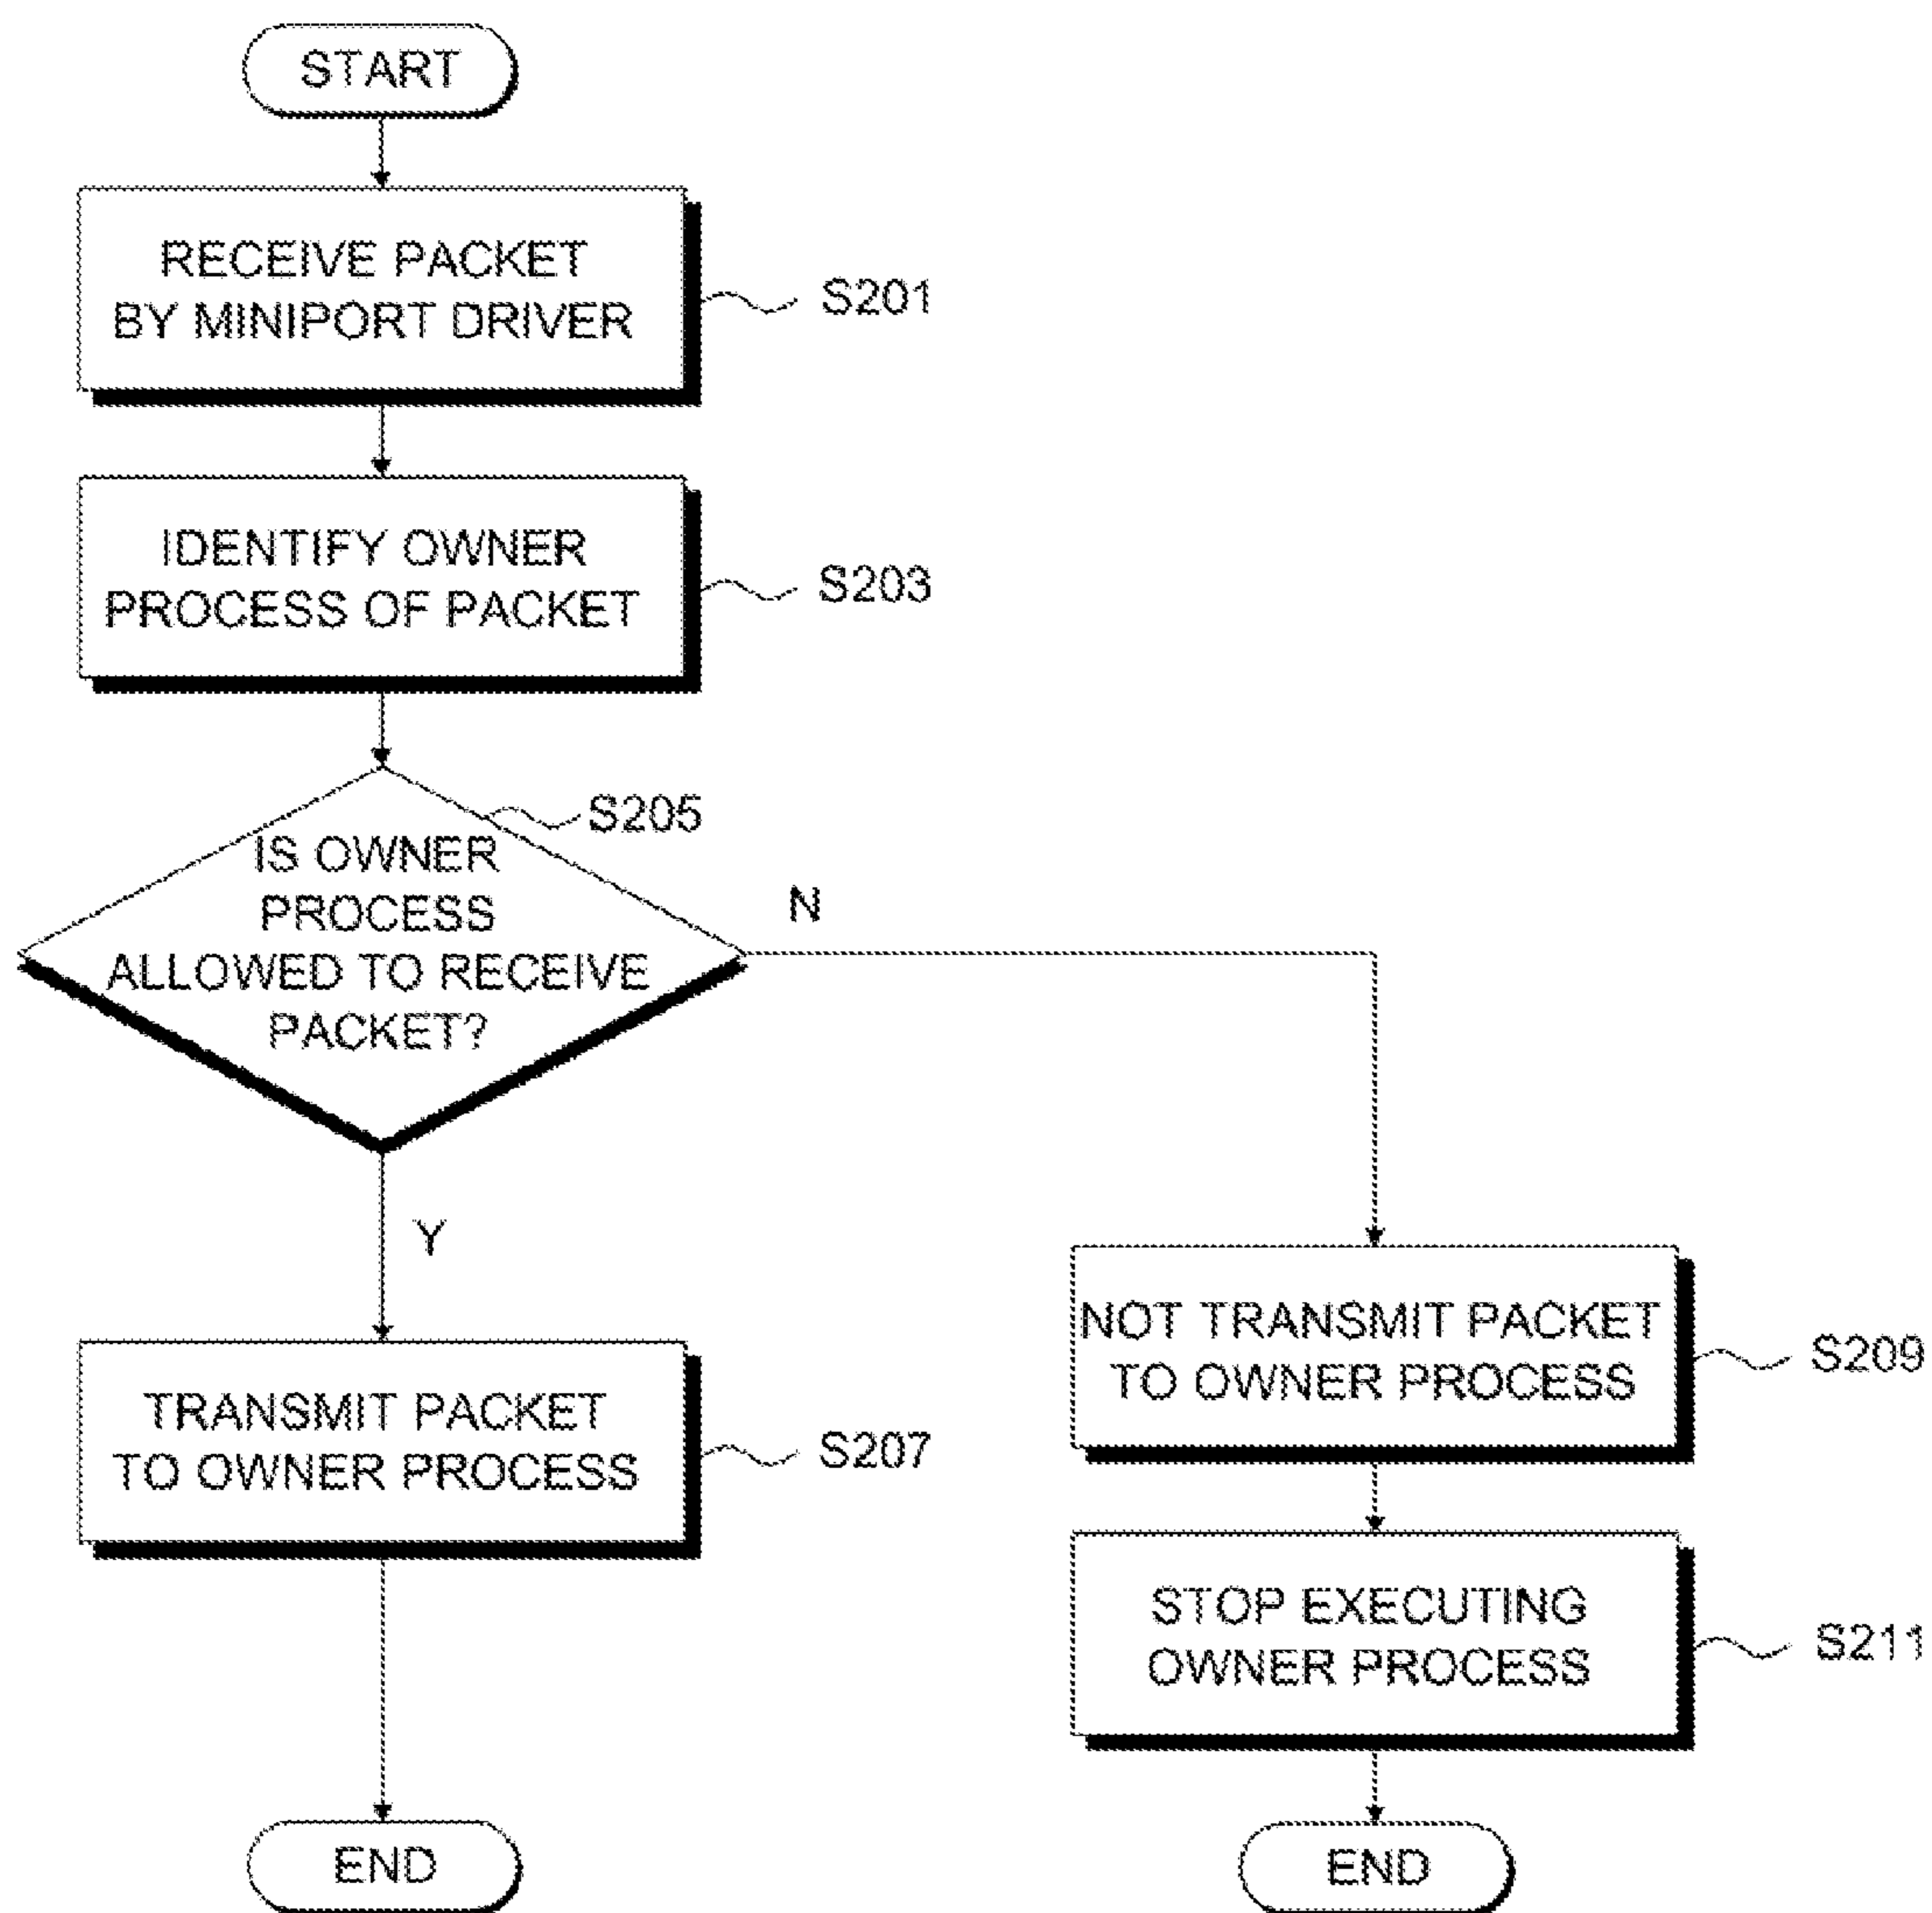 START
RECEIVE PACKET
BY MINIPORT DRIVER
S201
IDENTIFY OWNER
PROCESS OF PACKET
S203
S205
IS OWNER
PROCESS
ALLOWED TO RECEIVE
PACKET?
N
Y
TRANSMIT PACKET
TO OWNER PROCESS
S207
NOT TRANSMIT PACKET
TO OWNER PROCESS
S209
STOP EXECUTING
OWNER PROCESS
S211
END
END